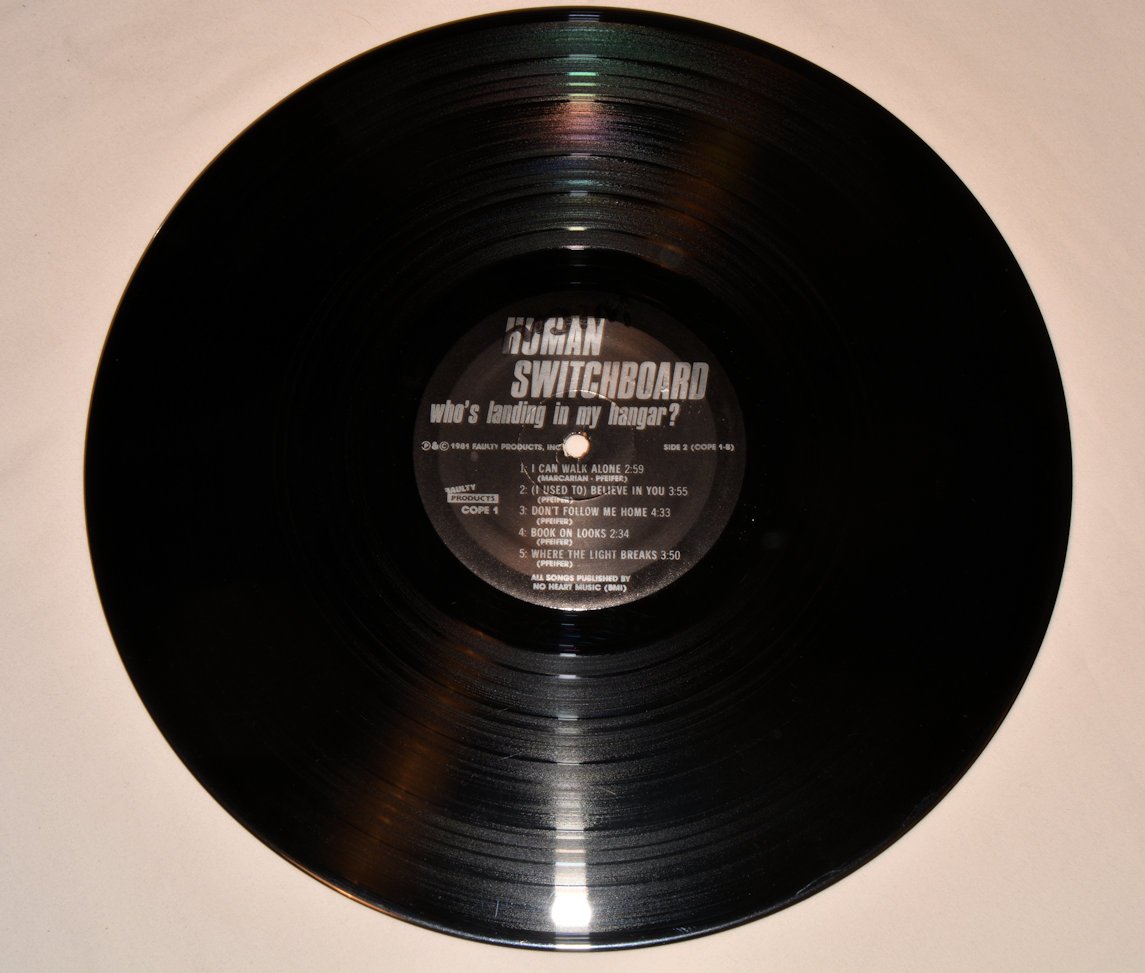 HUMAN
SWITCHBOARD
who's landing in my hangar?
℗&© 1981 FAULTY PRODUCTS, INC
SIDE 2 (COPE 1-B)
1: I CAN WALK ALONE 2:59
(MARCARIAN - PFEIFER)
2: (I USED TO) BELIEVE IN YOU 3:55
(PFEIFER)
3: DON'T FOLLOW ME HOME 4:33
(PFEIFER)
4: BOOK ON LOOKS 2:34
(PFEIFER)
5: WHERE THE LIGHT BREAKS 3:50
(PFEIFER)
FAULTY
PRODUCTS
COPE 1
ALL SONGS PUBLISHED BY
NO HEART MUSIC (BMI)